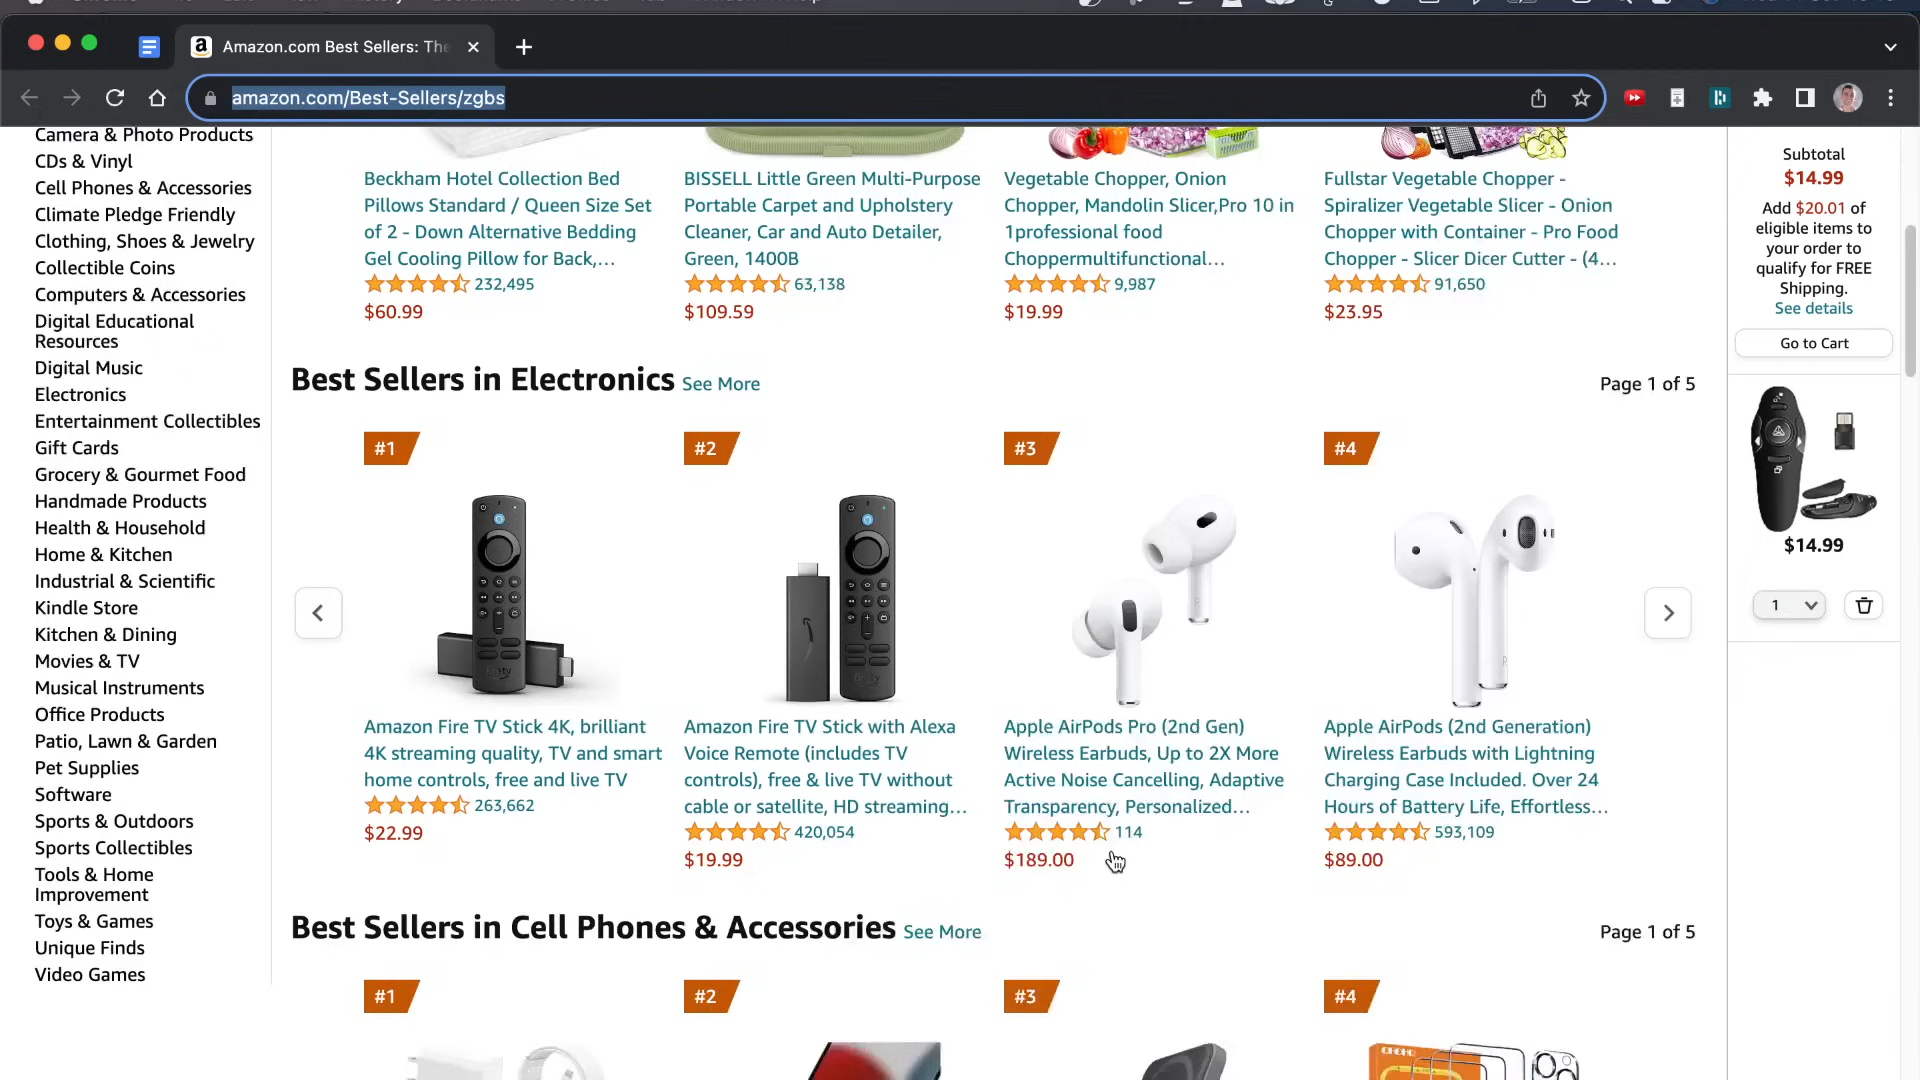 Amazon.com Best Sellers: The
amazon.com/Best-Sellers/zgbs
Camera & Photo Products
CDs & Vinyl
Cell Phones & Accessories
Climate Pledge Friendly
Clothing, Shoes & Jewelry
Collectible Coins
Computers & Accessories
Digital Educational
Resources
Digital Music
Electronics
Entertainment Collectibles
Gift Cards
Grocery & Gourmet Food
Handmade Products
Health & Household
Home & Kitchen
Industrial & Scientific
Kindle Store
Kitchen & Dining
Movies & TV
Musical Instruments
Office Products
Patio, Lawn & Garden
Pet Supplies
Software
Sports & Outdoors
Sports Collectibles
Tools & Home
Improvement
Toys & Games
Unique Finds
Video Games
Beckham Hotel Collection Bed
Pillows Standard / Queen Size Set
of 2 - Down Alternative Bedding
Gel Cooling Pillow for Back,...
232,495
$60.99
BISSELL Little Green Multi-Purpose
Portable Carpet and Upholstery
Cleaner, Car and Auto Detailer,
Green, 1400B
63,138
$109.59
Vegetable Chopper, Onion
Chopper, Mandolin Slicer,Pro 10 in
1professional food
Choppermultifunctional...
9,987
$19.99
Fullstar Vegetable Chopper -
Spiralizer Vegetable Slicer - Onion
Chopper with Container - Pro Food
Chopper - Slicer Dicer Cutter - (4...
91,650
$23.95
Best Sellers in Electronics See More
Page 1 of 5
#1
#2
#3
#4
Amazon Fire TV Stick 4K, brilliant
4K streaming quality, TV and smart
home controls, free and live TV
263,662
$22.99
Amazon Fire TV Stick with Alexa
Voice Remote (includes TV
controls), free & live TV without
cable or satellite, HD streaming...
420,054
$19.99
Apple AirPods Pro (2nd Gen)
Wireless Earbuds, Up to 2X More
Active Noise Cancelling, Adaptive
Transparency, Personalized...
114
$189.00
Apple AirPods (2nd Generation)
Wireless Earbuds with Lightning
Charging Case Included. Over 24
Hours of Battery Life, Effortless...
593,109
$89.00
Best Sellers in Cell Phones & Accessories See More
Page 1 of 5
#1
#2
#3
#4
Subtotal
$14.99
Add $20.01 of
eligible items to
your order to
qualify for FREE
Shipping.
See details
Go to Cart
$14.99
1